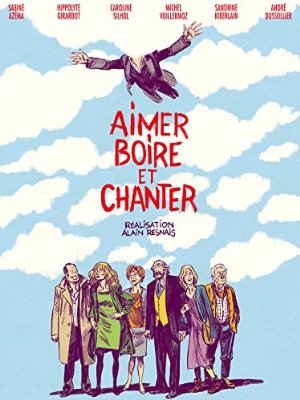 SABINE AZÉMA
HIPPOLYTE GIRARDOT
CAROLINE SILHOL
MICHEL VUILLERMOZ
SANDRINE KIBERLAIN
ANDRÉ DUSSOLLIER
AIMER
BOIRE
ET
CHANTER
RÉALISATION
ALAIN RESNAIS